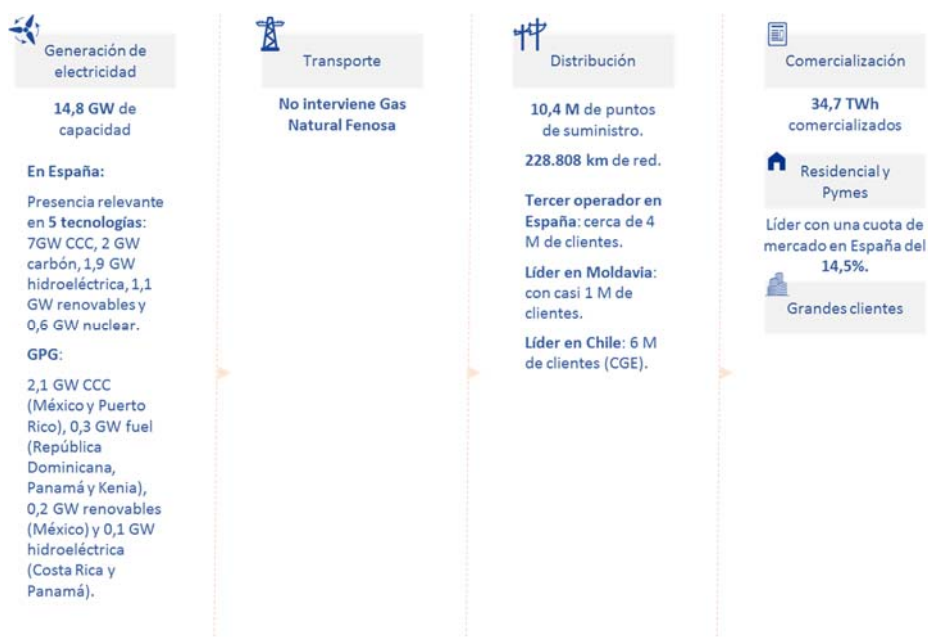 Generación de
electricidad
14,8 GW de
capacidad
En España:
Presencia relevante
en 5 tecnologías:
7GW CCC, 2 GW
carbón, 1,9 GW
hidroeléctrica, 1,1
GW renovables y
0,6 GW nuclear.
GPG:
2,1 GW CCC
(México y Puerto
Rico), 0,3 GW fuel
(República
Dominicana,
Panamá y Kenia),
0,2 GW renovables
(México) y 0,1 GW
hidroeléctrica
(Costa Rica y
Panamá).
Transporte
No interviene Gas
Natural Fenosa
Distribución
10,4 M de puntos
de suministro.
228.808 km de red.
Tercer operador en
España: cerca de 4
M de clientes.
Líder en Moldavia:
con casi 1 M de
clientes.
Líder en Chile: 6 M
de clientes (CGE).
Comercialización
34,7 TWh
comercializados
Residencial y
Pymes
Líder con una cuota de
mercado en España del
14,5%.
Grandes clientes